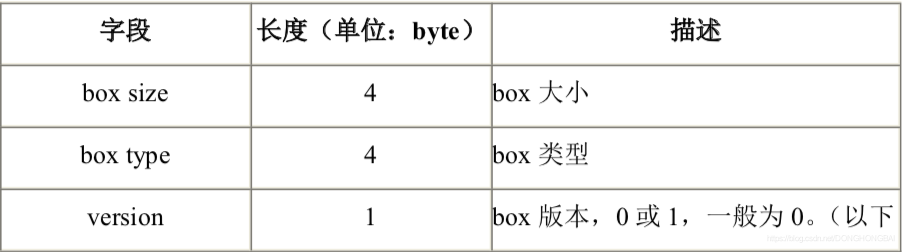 字段 长度（单位：byte） 描述
box size 4 box 大小
box type 4 box 类型
version 1 box 版本，0 或 1，一般为 0。（以下